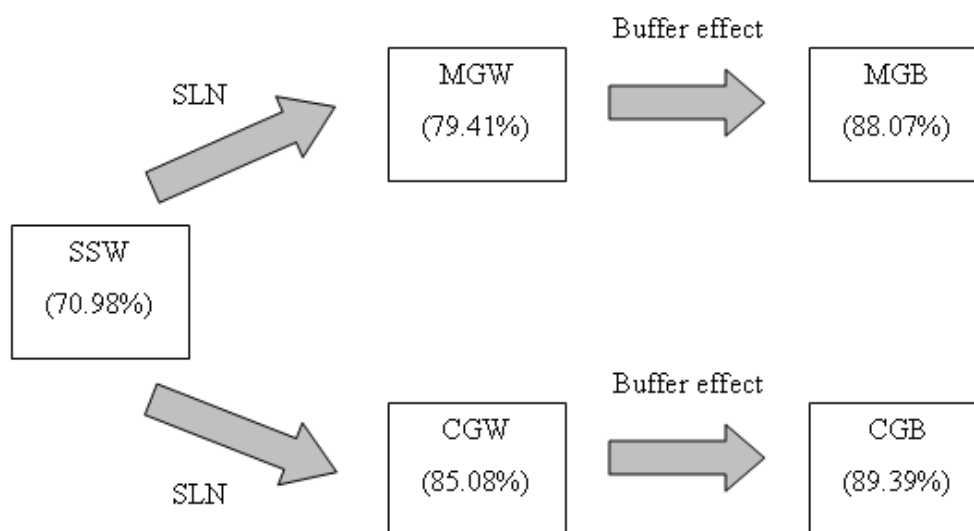 Buffer effect
MGW
(79.41%)
MGB
(88.07%)
SLN
SSW
(70.98%)
Buffer effect
CGW
(85.08%)
CGB
(89.39%)
SLN